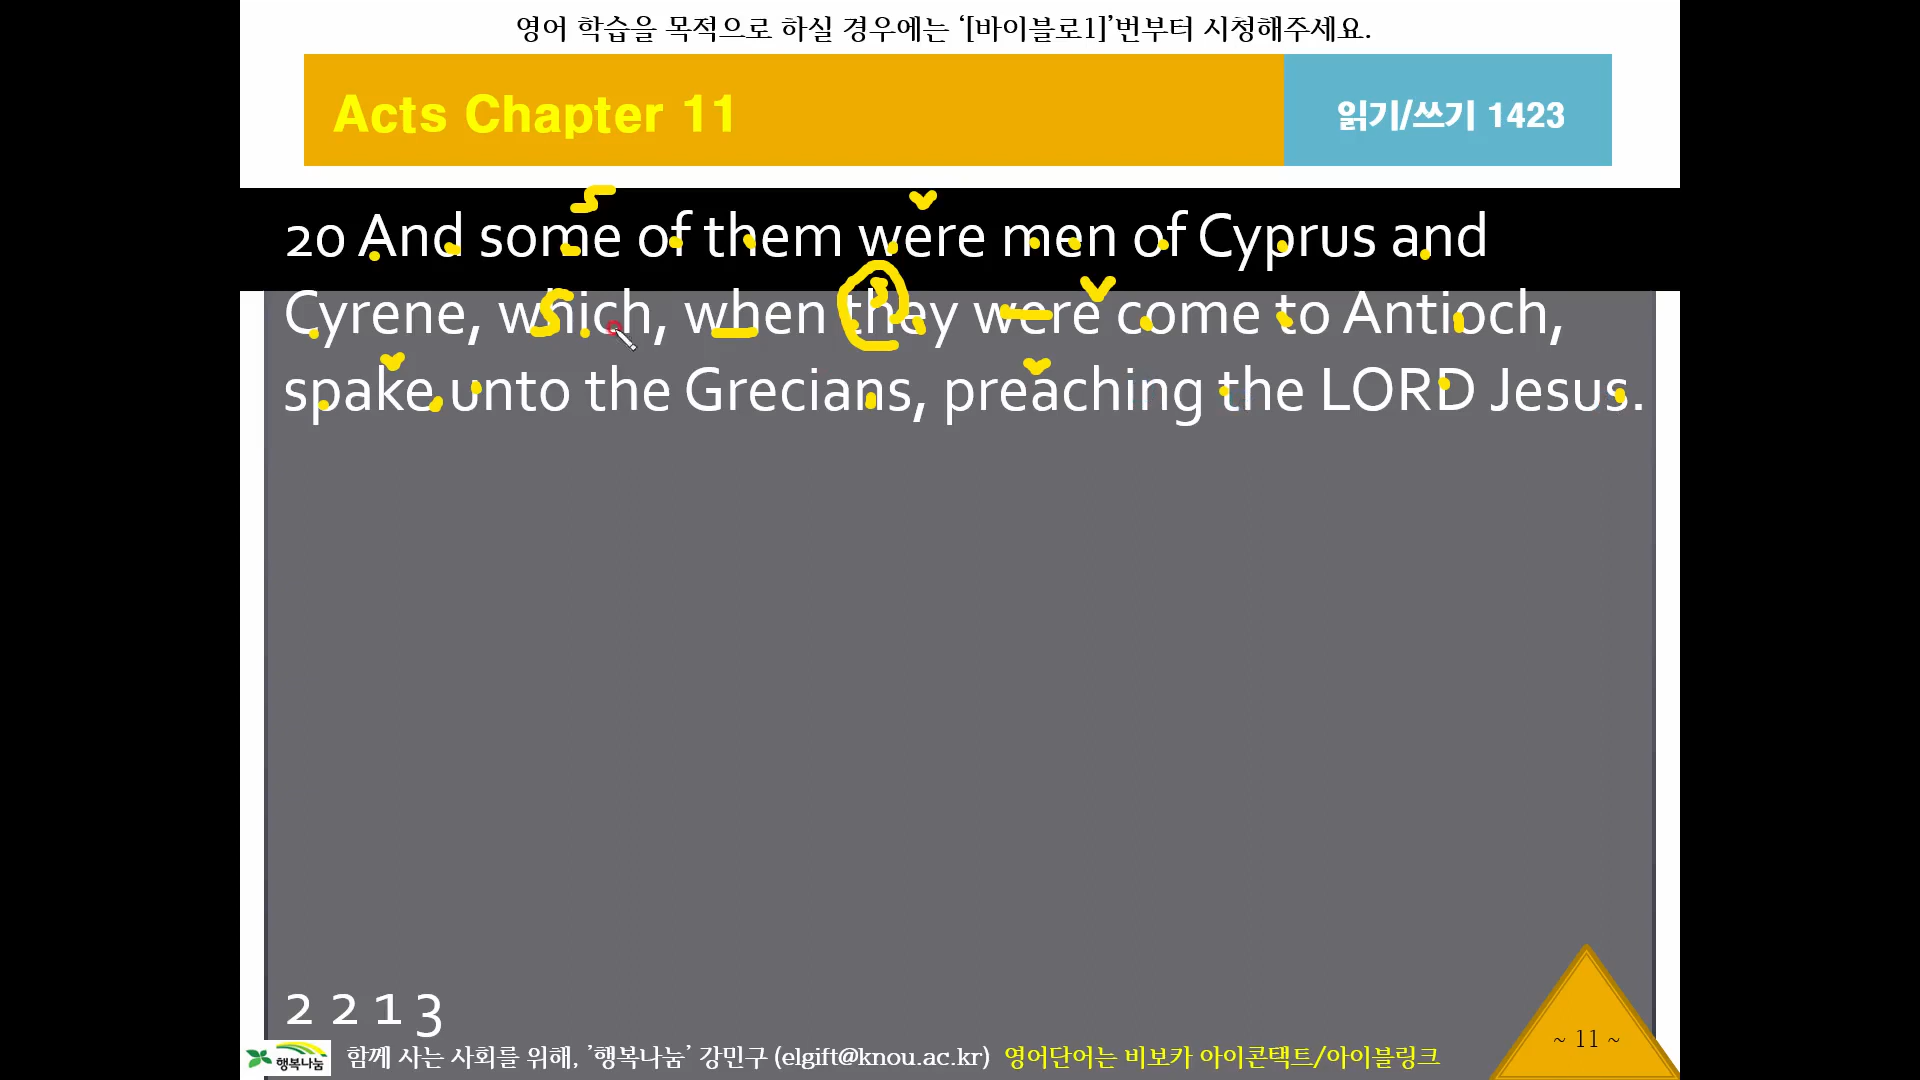 영어 학습을 목적으로 하실 경우에는 ‘[바이블로1]’번부터 시청해주세요.
Acts Chapter 11
읽기/쓰기 1423
20 And some of them were men of Cyprus and
Cyrene, which, when they were come to Antioch,
spake unto the Grecians, preaching the LORD Jesus.
2 2 1 3
~ 11 ~
행복나눔 함께 사는 사회를 위해, ’행복나눔’ 강민구 (elgift@knou.ac.kr) 영어단어는 비보카 아이콘택트/아이블링크